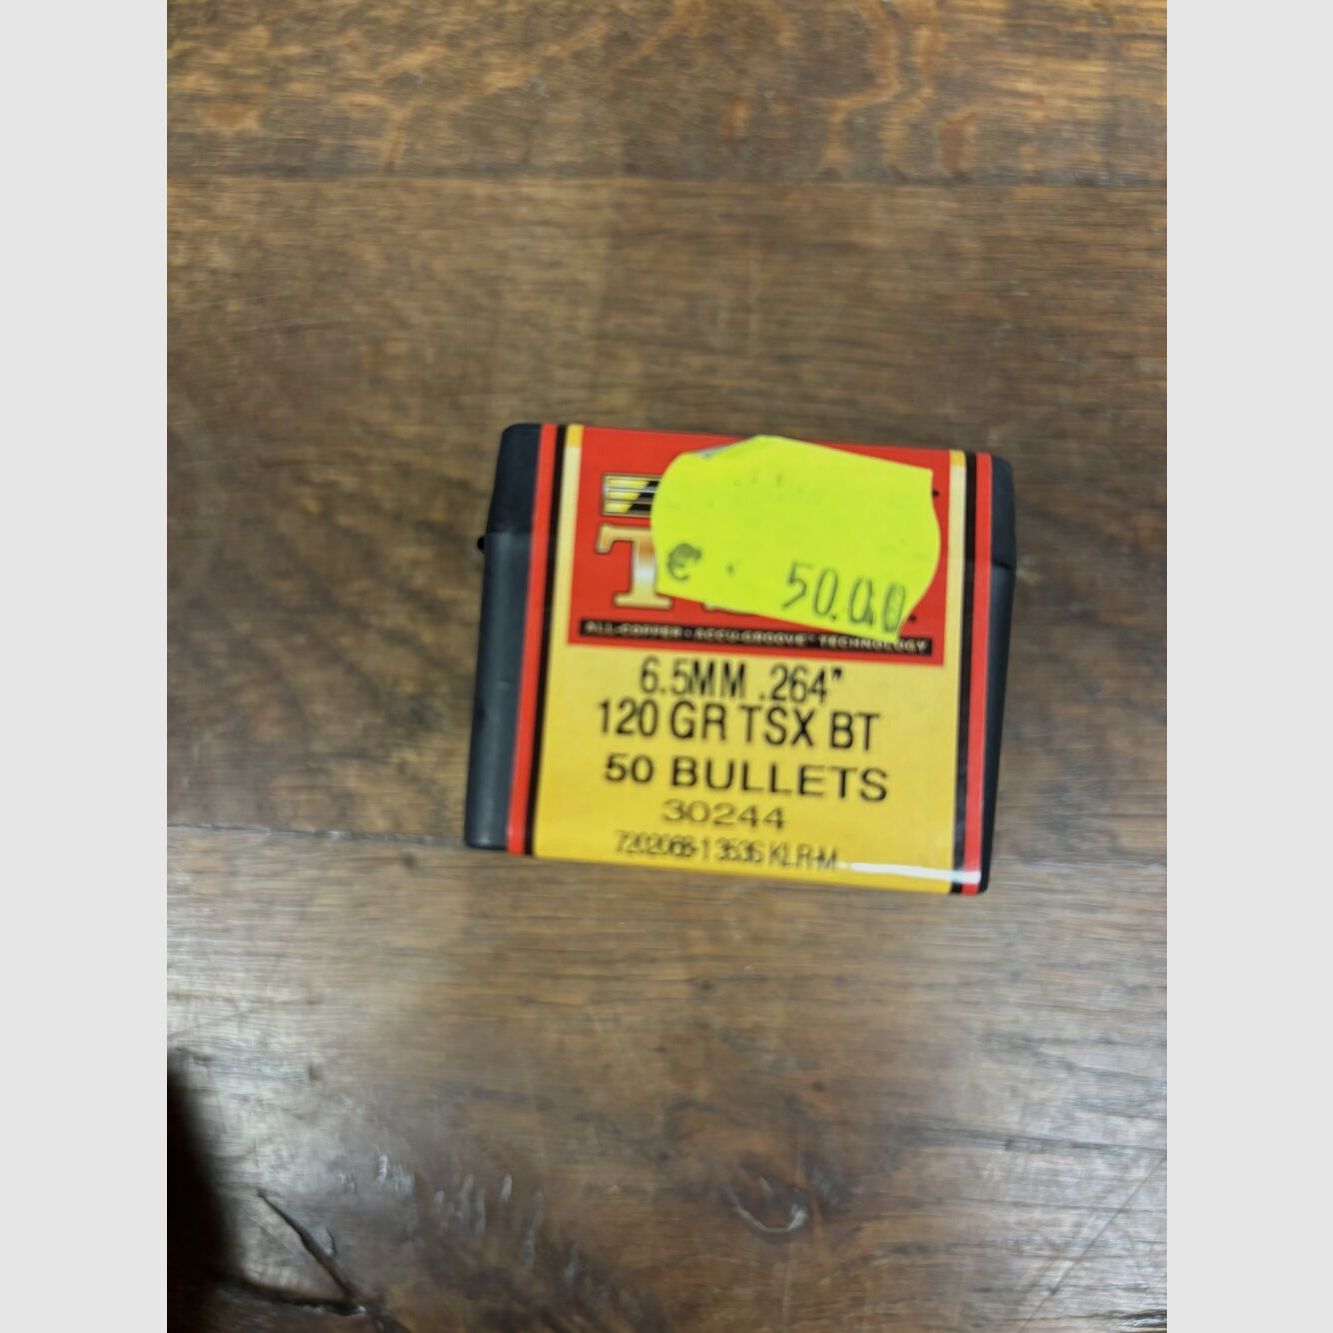 € 50.00
ALL-COPPER • ACCU-GROOVE™ TECHNOLOGY
6.5MM .264"
120 GR TSX BT
50 BULLETS
30244